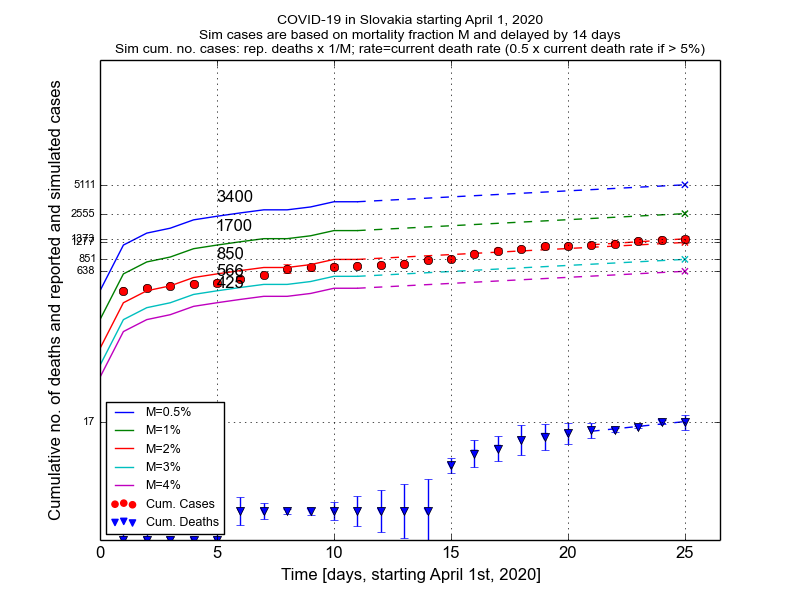 COVID-19 in Slovakia starting April 1, 2020
Sim cases are based on mortality fraction M and delayed by 14 days
Sim cum. no. cases: rep. deaths x 1/M; rate=current death rate (0.5 x current death rate if > 5%)
Cumulative no. of deaths and reported and simulated cases
5111
2555
1277
851
638
17
3400
1700
850
566
425
M=0.5%
M=1%
M=2%
M=3%
M=4%
Cum. Cases
Cum. Deaths
0 5 10 15 20 25
Time [days, starting April 1st, 2020]